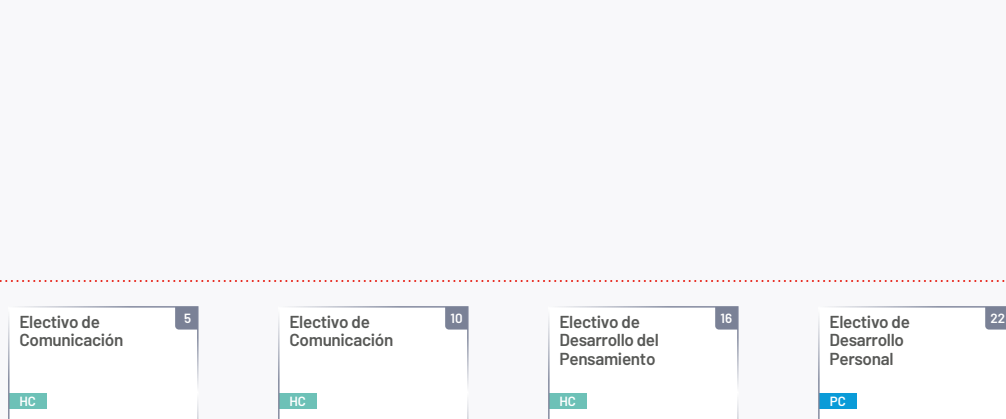 Electivo de
Comunicación
5
HC
Electivo de
Comunicación
10
HC
Electivo de
Desarrollo del
Pensamiento
16
HC
Electivo de
Desarrollo
Personal
22
PC